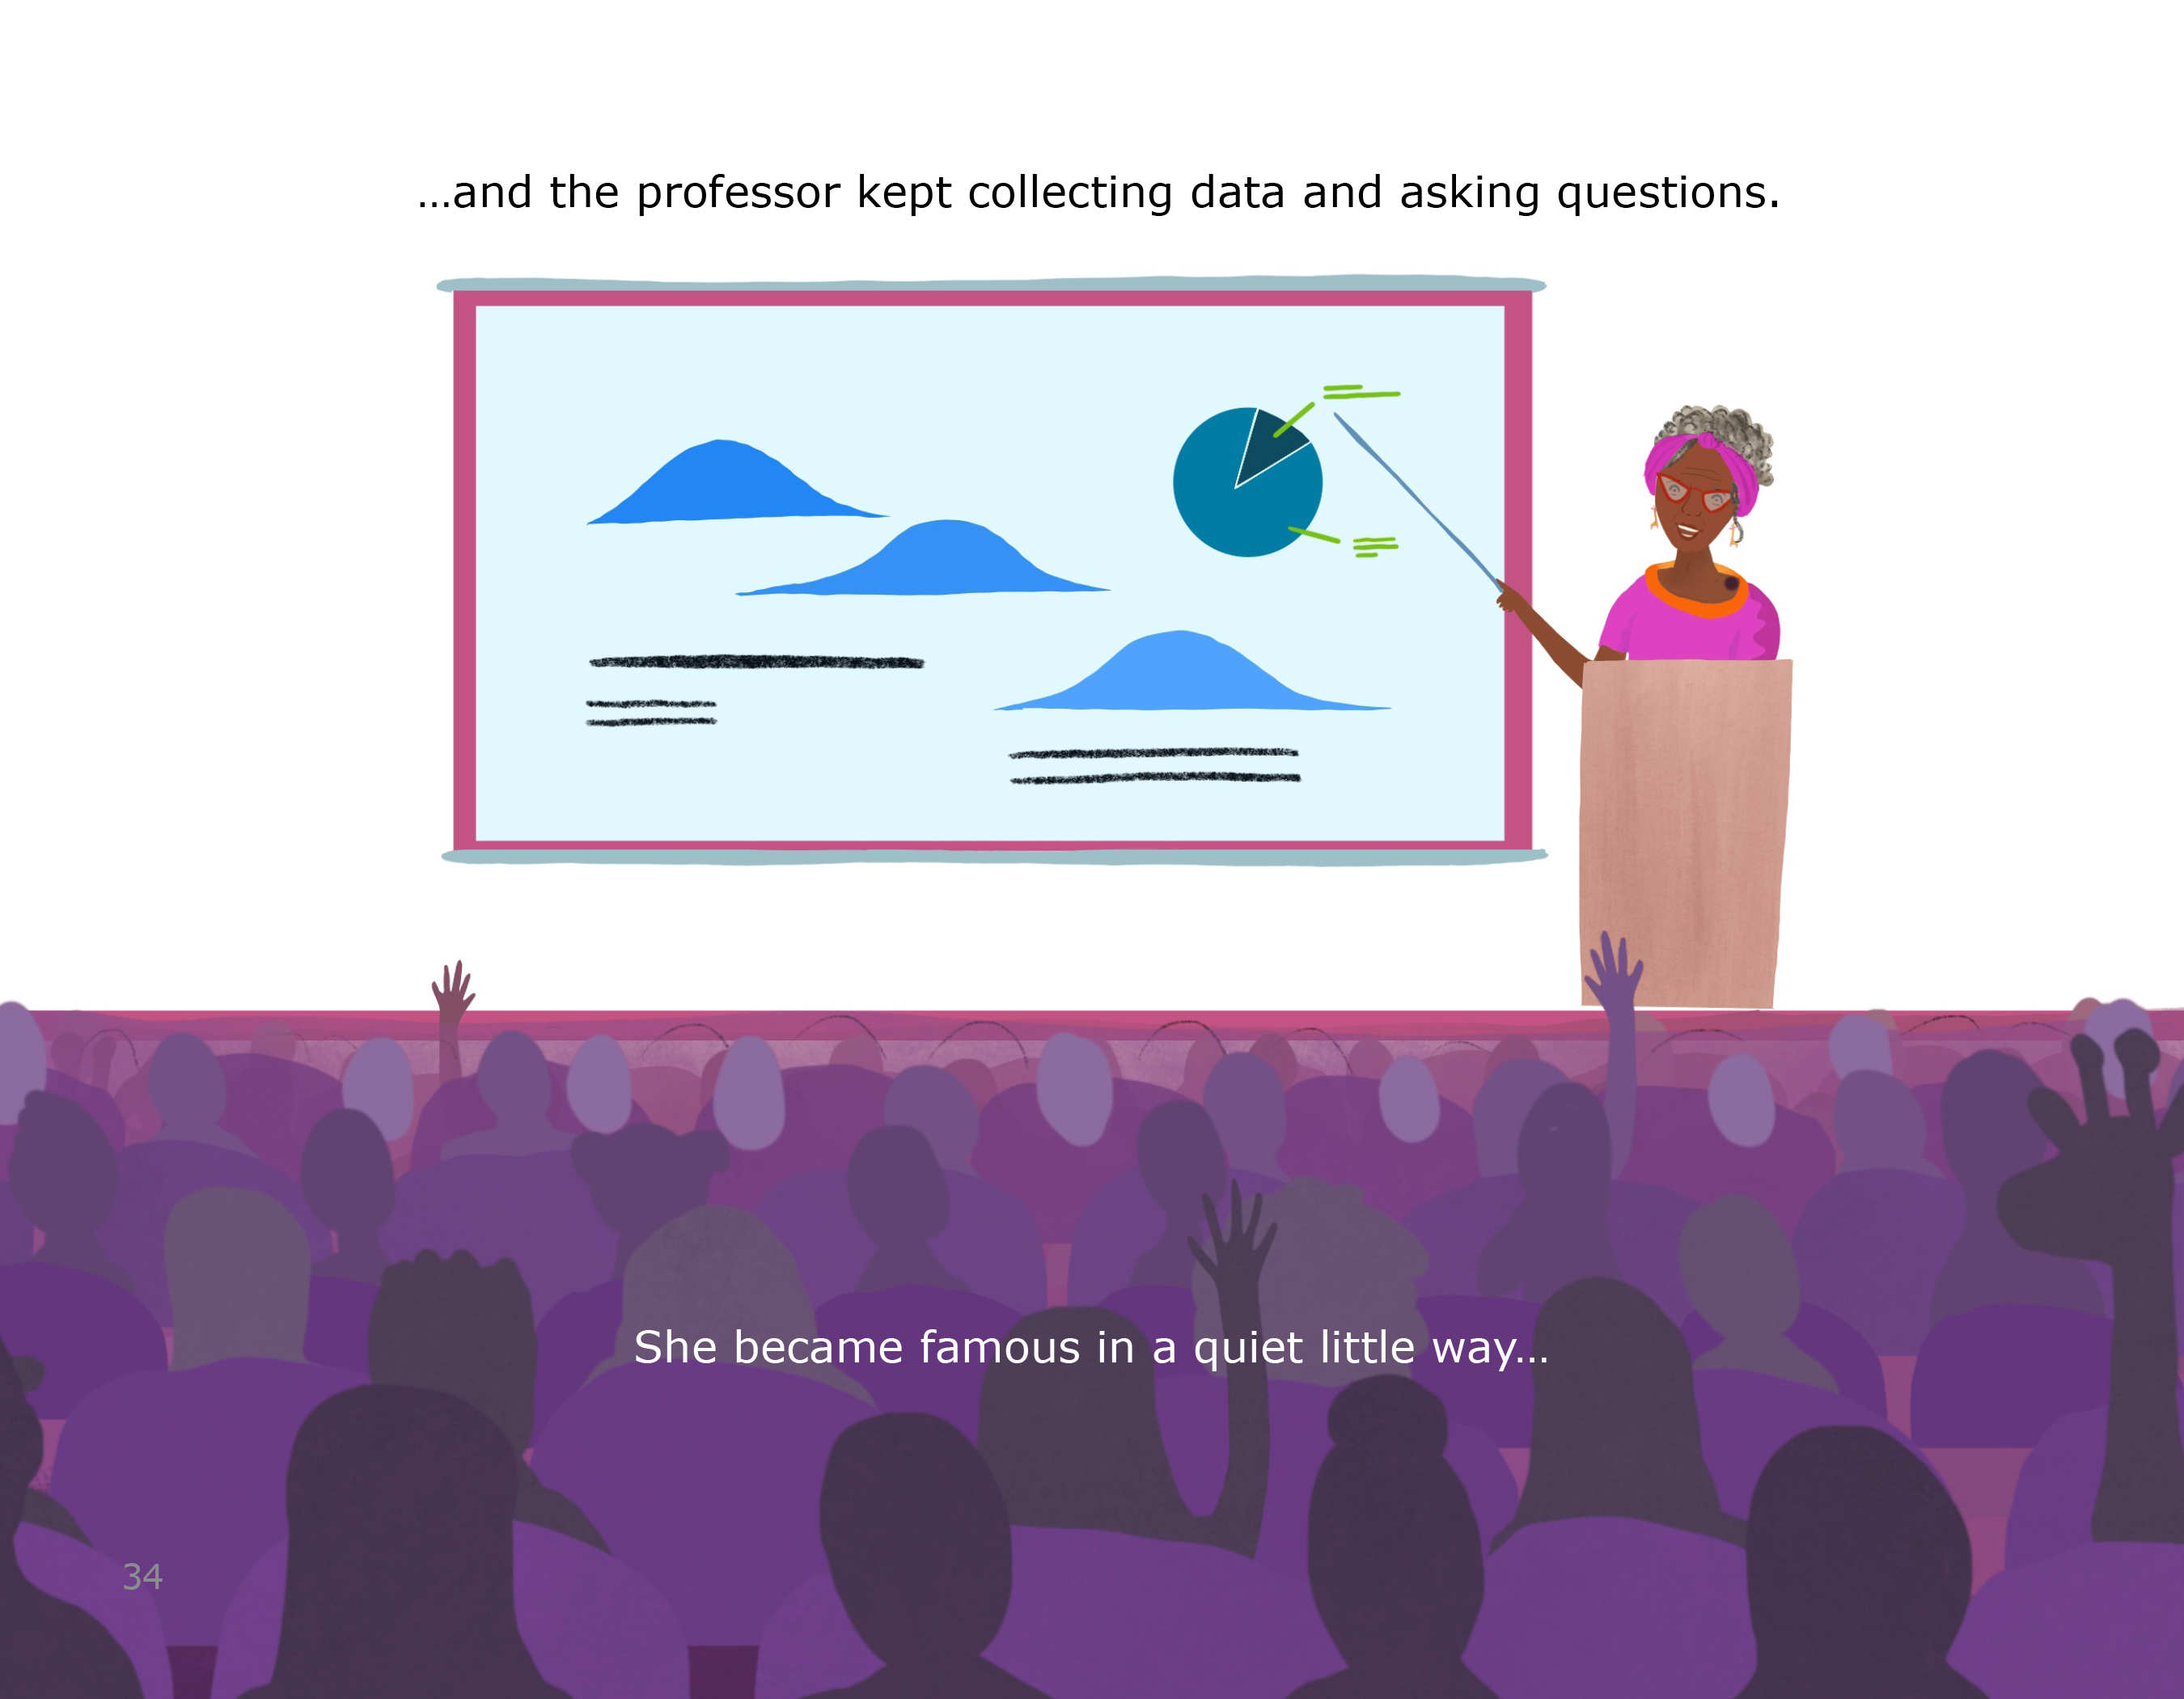 …and the professor kept collecting data and asking questions.
She became famous in a quiet little way…
34